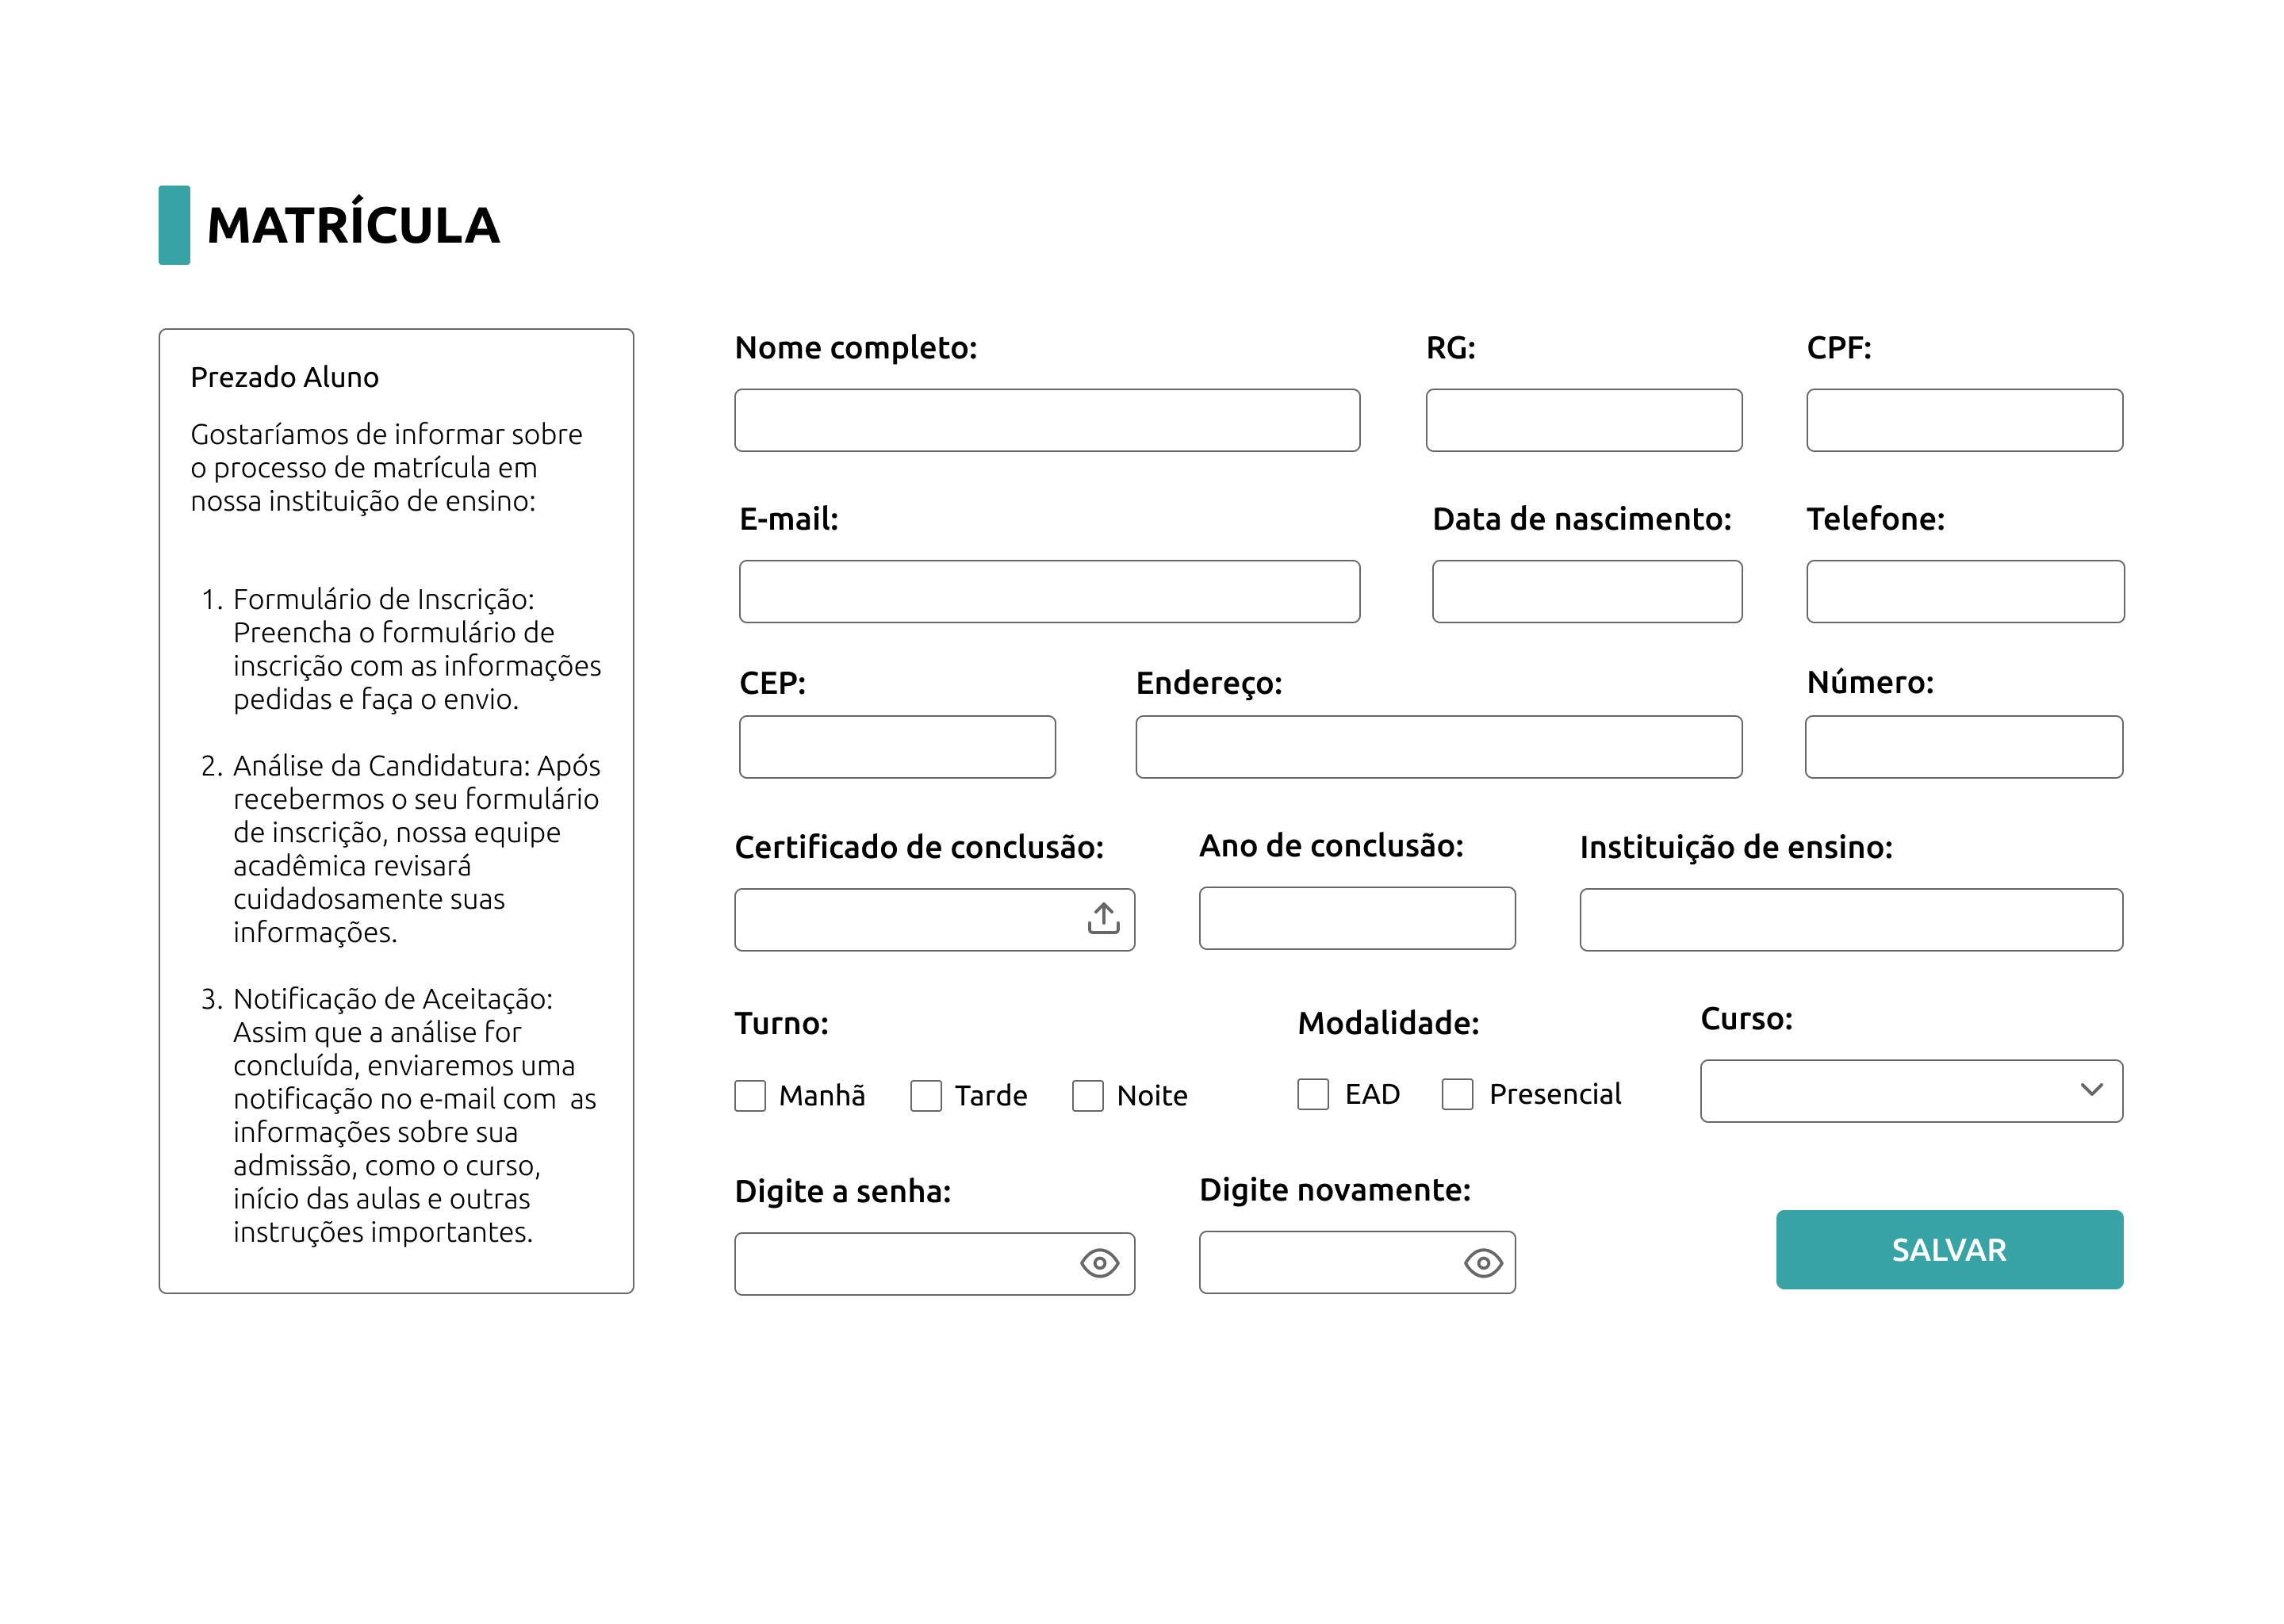 MATRÍCULA
Prezado Aluno
Gostaríamos de informar sobre
o processo de matrícula em
nossa instituição de ensino:
1. Formulário de Inscrição:
Preencha o formulário de
inscrição com as informações
pedidas e faça o envio.
2. Análise da Candidatura: Após
recebermos o seu formulário
de inscrição, nossa equipe
acadêmica revisará
cuidadosamente suas
informações.
3. Notificação de Aceitação:
Assim que a análise for
concluída, enviaremos uma
notificação no e-mail com  as
informações sobre sua
admissão, como o curso,
início das aulas e outras
instruções importantes.
Nome completo: RG: CPF:
E-mail: Data de nascimento: Telefone:
CEP: Endereço: Número:
Certificado de conclusão: Ano de conclusão: Instituição de ensino:
Turno: Modalidade: Curso:
Manhã Tarde Noite EAD Presencial
Digite a senha: Digite novamente:
SALVAR